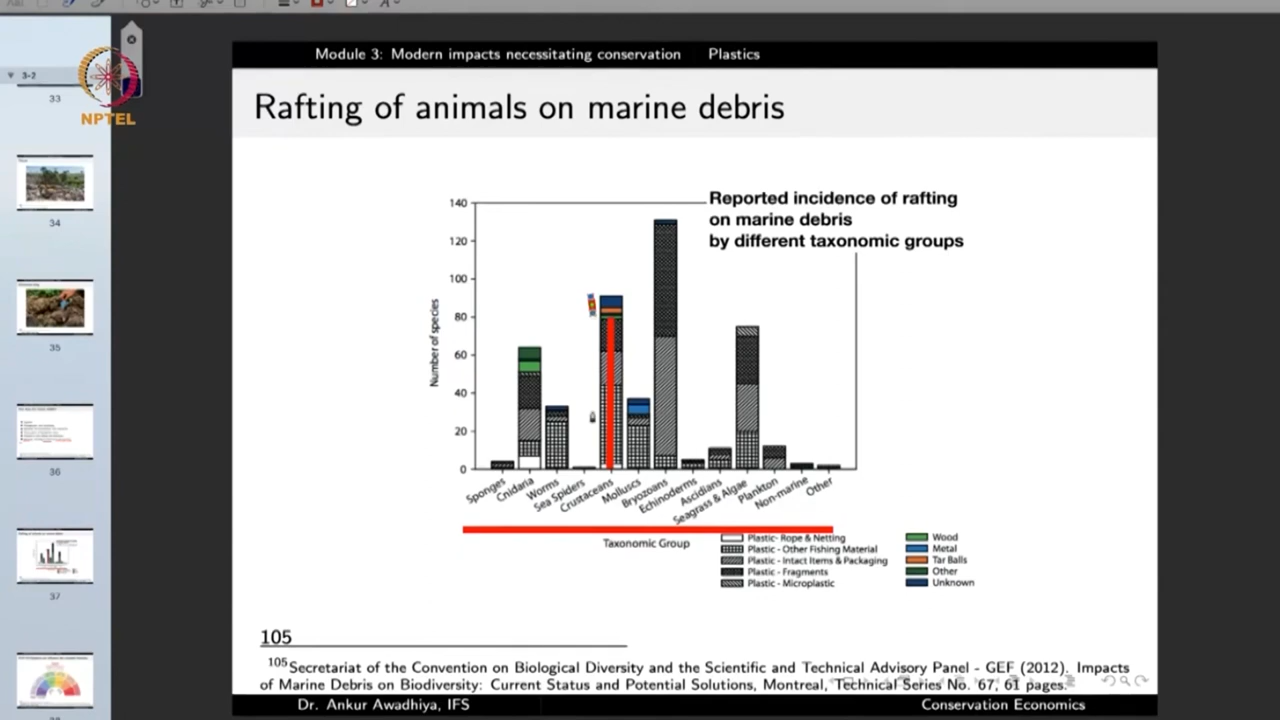 Module 3: Modern impacts necessitating conservation Plastics
3-2
33
NPTEL
34
35
36
37
Rafting of animals on marine debris
Reported incidence of rafting
on marine debris
by different taxonomic groups
Number of species
140
120
100
80
60
40
20
0
Sponges
Cnidaria
Worms
Sea Spiders
Crustaceans
Molluscs
Bryozoans
Echinoderms
Ascidians
Seagrass & Algae
Plankton
Non-marine
Other
Taxonomic Group
Plastic- Rope & Netting
Plastic - Other Fishing Material
Plastic - Intact Items & Packaging
Plastic - Fragments
Plastic - Microplastic
Wood
Metal
Tar Balls
Other
Unknown
105
105Secretariat of the Convention on Biological Diversity and the Scientific and Technical Advisory Panel - GEF (2012). Impacts
of Marine Debris on Biodiversity: Current Status and Potential Solutions, Montreal, Technical Series No. 67, 61 pages.
Dr. Ankur Awadhiya, IFS Conservation Economics